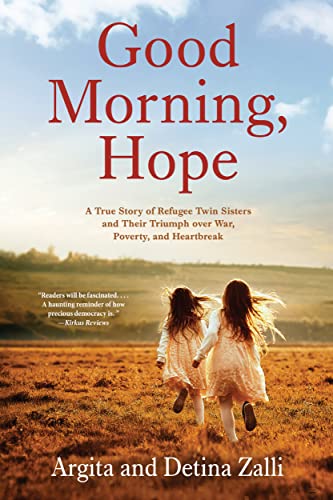 Good
Morning,
Hope
A True Story of Refugee Twin Sisters
and Their Triumph over War,
Poverty, and Heartbreak
"Readers will be fascinated. . . .
A haunting reminder of how
precious democracy is."
—Kirkus Reviews
Argita and Detina Zalli